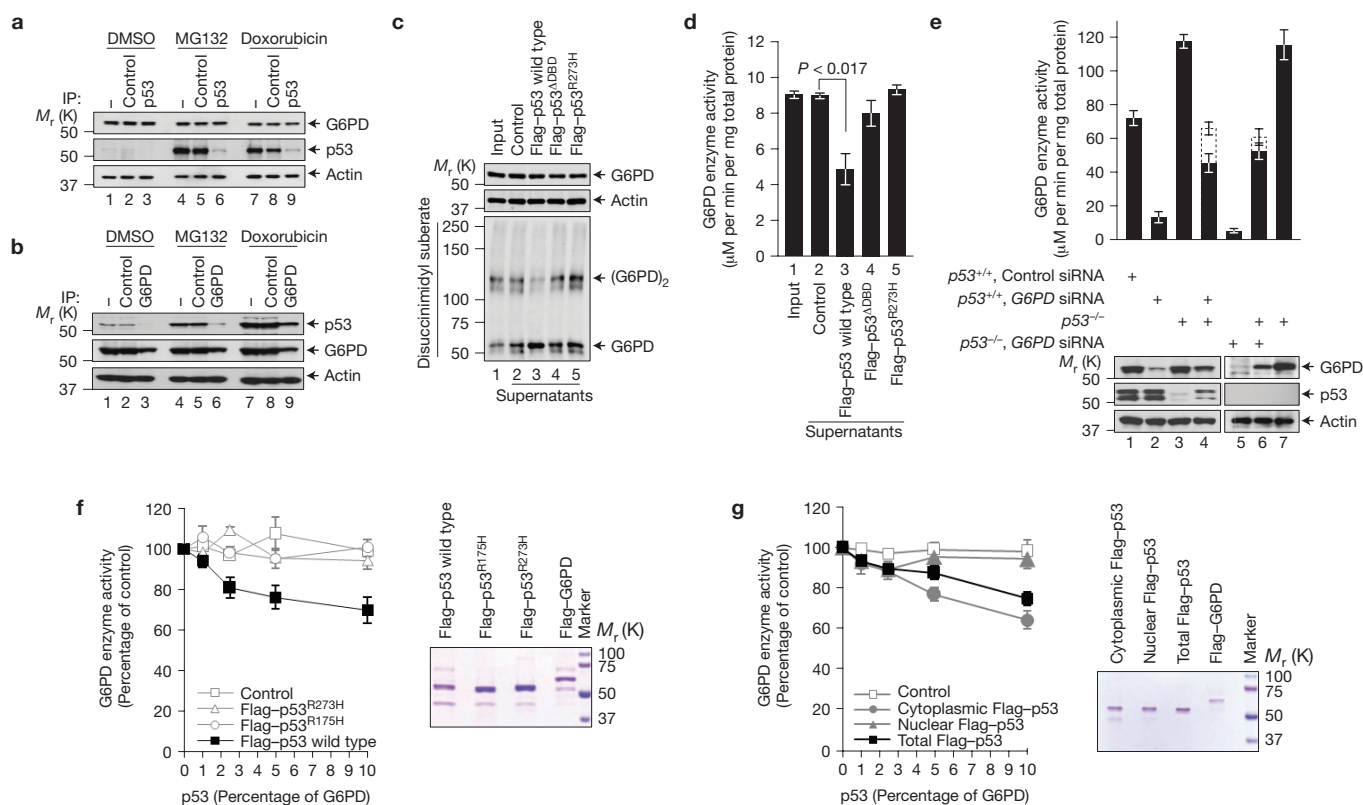 a
DMSO MG132 Doxorubicin
IP: – Control p53 – Control p53 – Control p53
Mr (K)
50 G6PD
50 p53
37 Actin
1 2 3 4 5 6 7 8 9
b
DMSO MG132 Doxorubicin
IP: – Control G6PD – Control G6PD – Control G6PD
Mr (K)
50 p53
50 G6PD
37 Actin
1 2 3 4 5 6 7 8 9
c
Input
Control
Flag–p53 wild type
Flag–p53ΔDBD
Flag–p53R273H
Mr (K)
50 G6PD
37 Actin
Disuccinimidyl suberate
250
150
(G6PD)2
100
75
50 G6PD
1 2 3 4 5
Supernatants
d
G6PD enzyme activity
(μM per min per mg total protein)
12
10
8
6
4
2
0
P < 0.017
1 2 3 4 5
Input
Control
Flag–p53 wild type
Flag–p53ΔDBD
Flag–p53R273H
Supernatants
e
G6PD enzyme activity
(μM per min per mg total protein)
120
100
80
60
40
20
0
p53+/+, Control siRNA +
p53+/+, G6PD siRNA + +
p53–/– + + + +
p53–/–, G6PD siRNA + +
Mr (K)
50 G6PD
50 p53
37 Actin
1 2 3 4 5 6 7
f
G6PD enzyme activity
(Percentage of control)
120
100
80
60
40
20
0
Control
Flag–p53R273H
Flag–p53R175H
Flag–p53 wild type
0 1 2 3 4 5 6 7 8 9 10
p53 (Percentage of G6PD)
Flag–p53 wild type
Flag–p53R175H
Flag–p53R273H
Flag–G6PD
Marker
Mr (K)
100
75
50
37
g
G6PD enzyme activity
(Percentage of control)
120
100
80
60
40
20
0
Control
Cytoplasmic Flag–p53
Nuclear Flag–p53
Total Flag–p53
0 1 2 3 4 5 6 7 8 9 10
p53 (Percentage of G6PD)
Cytoplasmic Flag–p53
Nuclear Flag–p53
Total Flag–p53
Flag–G6PD
Marker
Mr (K)
100
75
50
37